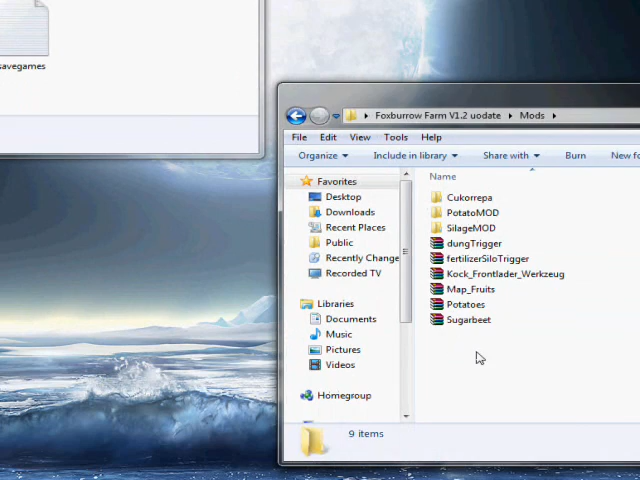 savegames
Foxburrow Farm V1.2 uodate Mods
File Edit View Tools Help
Organize Include in library Share with Burn New fo
Name
Favorites
Desktop
Downloads
Recent Places
Public
Recently Change
Recorded TV
Libraries
Documents
Music
Pictures
Videos
Homegroup
Cukorrepa
PotatoMOD
SilageMOD
dungTrigger
fertilizerSiloTrigger
Kock_Frontlader_Werkzeug
Map_Fruits
Potatoes
Sugarbeet
9 items